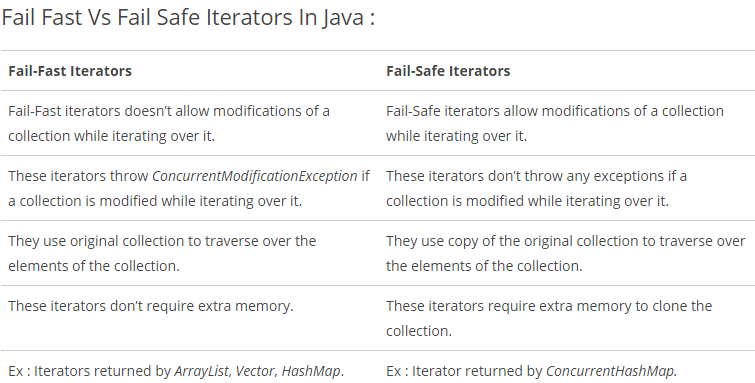 Fail Fast Vs Fail Safe Iterators In Java :
Fail-Fast Iterators
Fail-Safe Iterators
Fail-Fast iterators doesn’t allow modifications of a
collection while iterating over it.
Fail-Safe iterators allow modifications of a collection
while iterating over it.
These iterators throw ConcurrentModificationException if
a collection is modified while iterating over it.
These iterators don’t throw any exceptions if a
collection is modified while iterating over it.
They use original collection to traverse over the
elements of the collection.
They use copy of the original collection to traverse over
the elements of the collection.
These iterators don’t require extra memory.
These iterators require extra memory to clone the
collection.
Ex : Iterators returned by ArrayList, Vector, HashMap.
Ex : Iterator returned by ConcurrentHashMap.